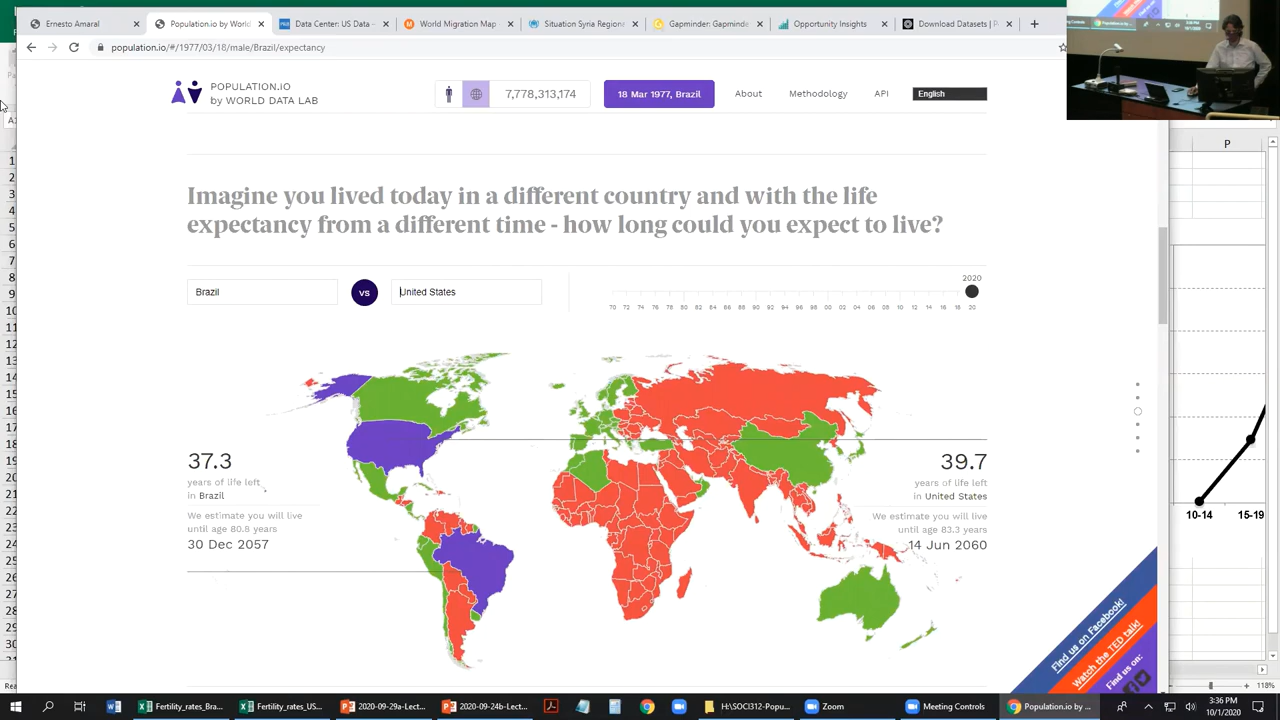 Ernesto Amaral
Population.io by World
Data Center: US Data -
World Migration Map
Situation Syria Regional
Gapminder: Gapminder
Opportunity Insights
Download Datasets | P
population.io/#/1977/03/18/male/Brazil/expectancy
POPULATION.IO
by WORLD DATA LAB
7,778,313,174
18 Mar 1977, Brazil
About
Methodology
API
English
Imagine you lived today in a different country and with the life
expectancy from a different time - how long could you expect to live?
Brazil
vs
United States
2020
70 72 74 76 78 80 82 84 86 88 90 92 94 96 98 00 02 04 06 08 10 12 14 16 18 20
37.3
years of life left
in Brazil
We estimate you will live
until age 80.8 years
30 Dec 2057
39.7
years of life left
in United States
We estimate you will live
until age 83.3 years
14 Jun 2060
Find us on Facebook!
Watch the TED talk!
Find us on:
P
10-14
15-19
118%
Fertility_rates_Bra...
Fertility_rates_Un...
2020-09-29a-Lect...
2020-09-24b-Lect...
H:\SOCI312-Popu...
Zoom
Meeting Controls
Population.io by ...
3:36 PM
10/1/2020